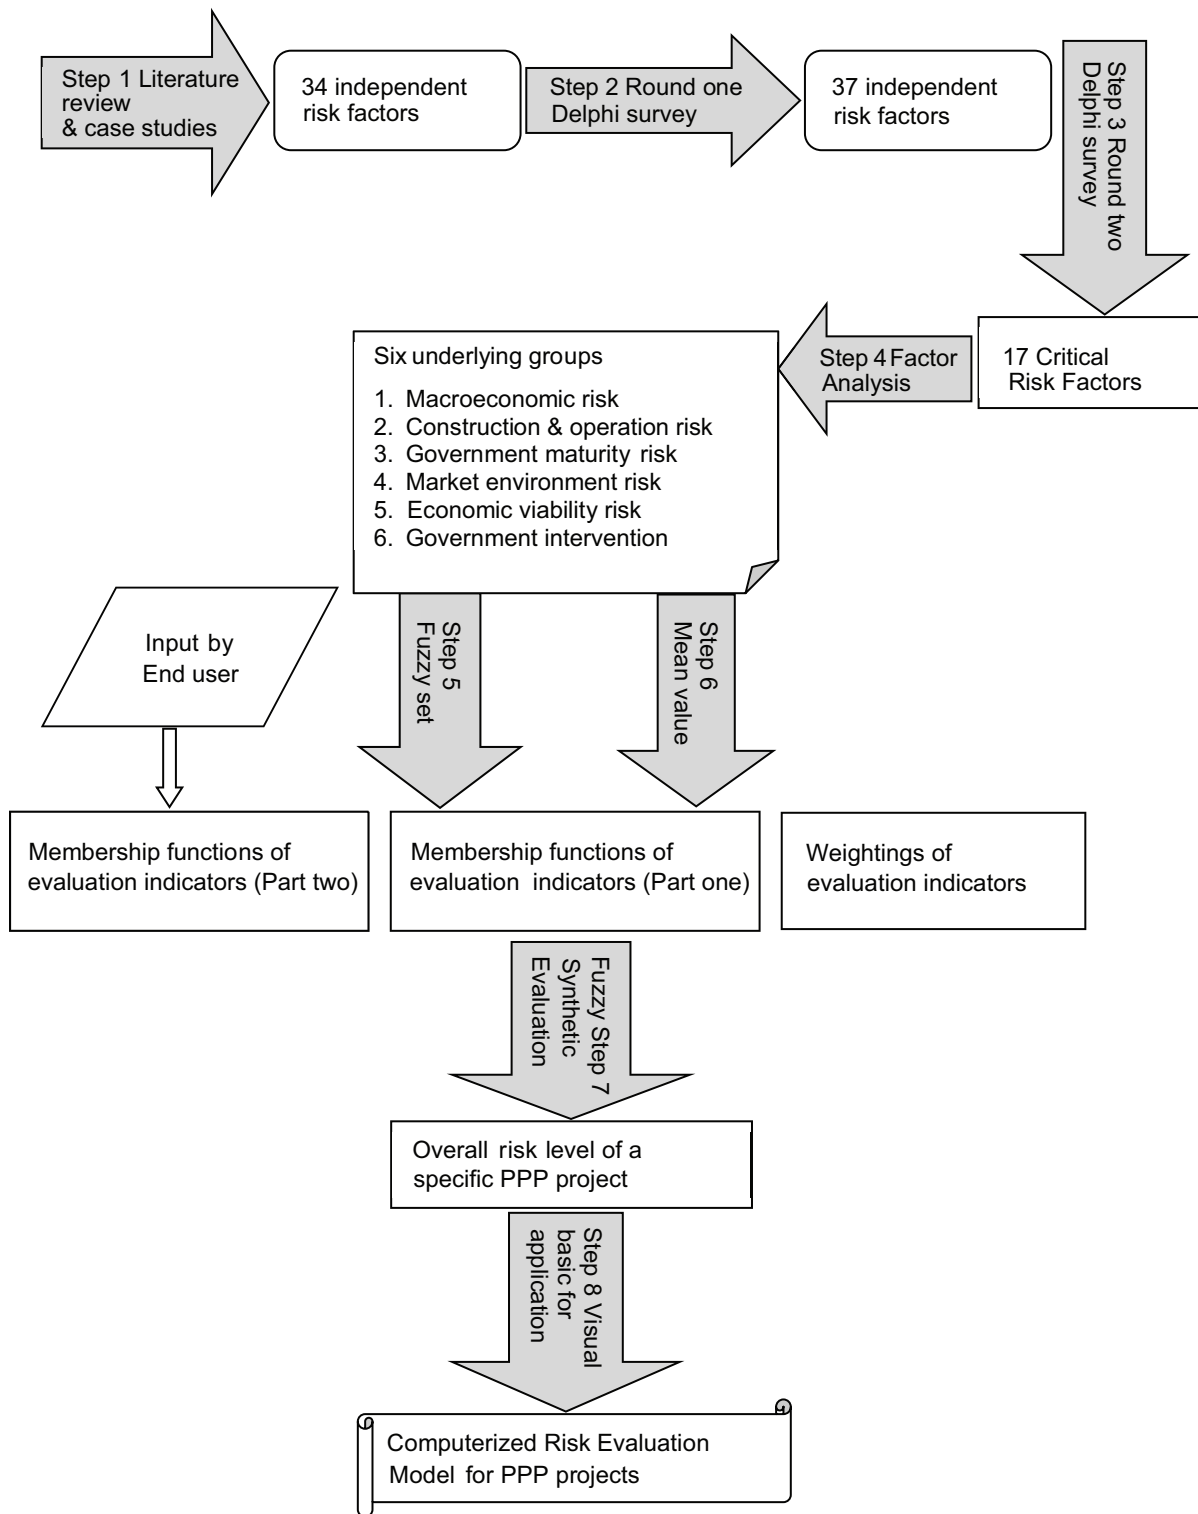 Step 1 Literature
review
& case studies
34 independent
risk factors
Step 2 Round one
Delphi survey
37 independent
risk factors
Step 3 Round two
Delphi survey
17 Critical
Risk Factors
Step 4 Factor
Analysis
Six underlying groups
1. Macroeconomic risk
2. Construction & operation risk
3. Government maturity risk
4. Market environment risk
5. Economic viability risk
6. Government intervention
Input by
End user
Step 5
Fuzzy set
Step 6
Mean value
Membership functions of
evaluation indicators (Part two)
Membership functions of
evaluation indicators (Part one)
Weightings of
evaluation indicators
Fuzzy Step 7
Synthetic
Evaluation
Overall risk level of a
specific PPP project
Step 8 Visual
basic for
application
Computerized Risk Evaluation
Model for PPP projects